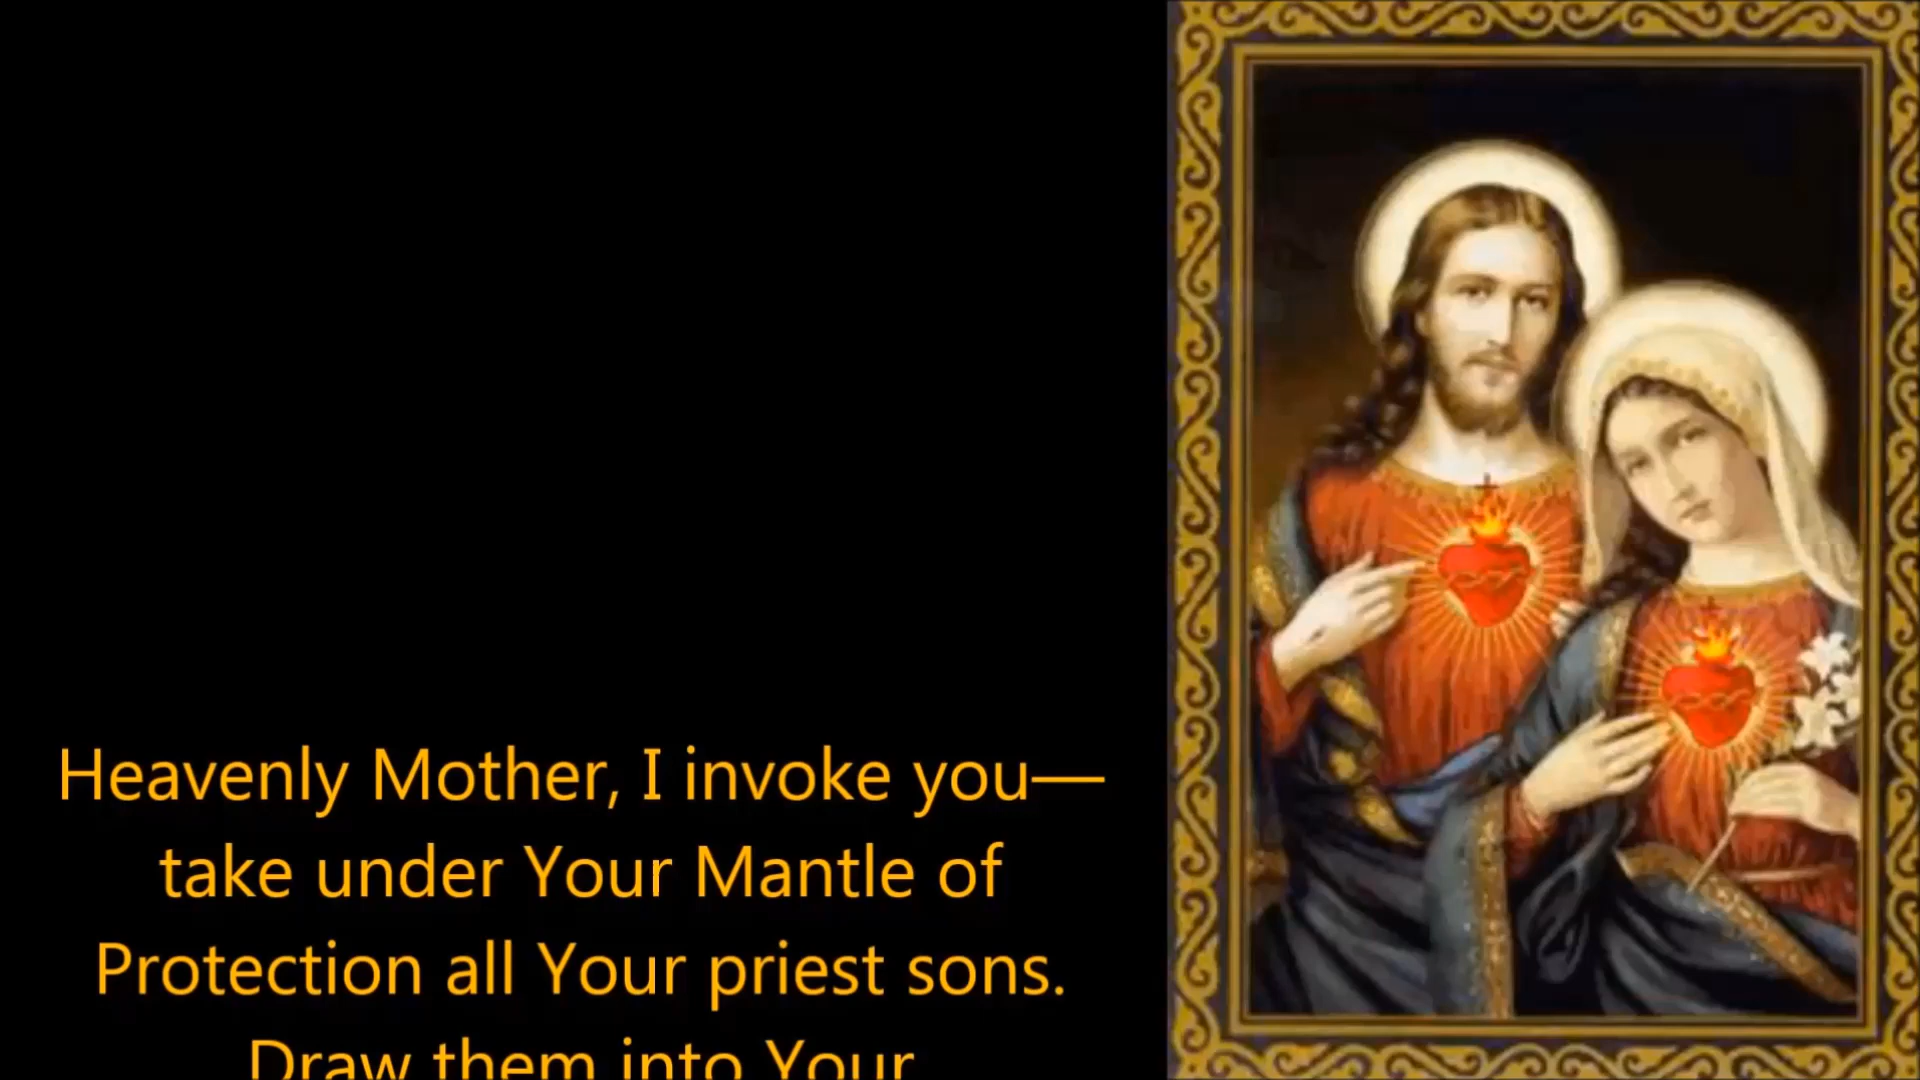 Heavenly Mother, I invoke you—
take under Your Mantle of
Protection all Your priest sons.
Draw them into Your